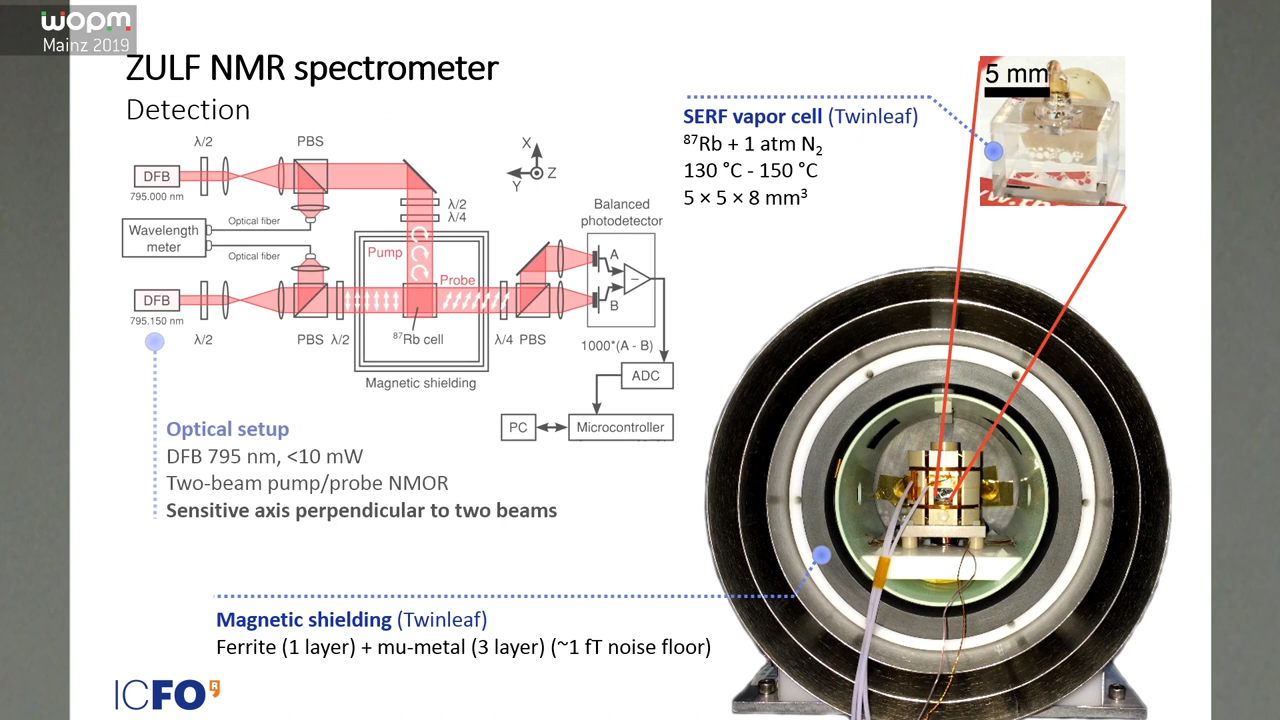 wopm
Mainz 2019
ZULF NMR spectrometer
Detection
λ/2
PBS
DFB
795.000 nm
Optical fiber
Wavelength
meter
Optical fiber
DFB
795.150 nm
λ/2
PBS
λ/2
λ/2
λ/4
Pump
Probe
87Rb cell
Magnetic shielding
λ/4
PBS
X
Y
Z
Balanced
photodetector
A
B
1000*(A - B)
ADC
Microcontroller
PC
5 mm
SERF vapor cell (Twinleaf)
87Rb + 1 atm N2
130 °C - 150 °C
5 × 5 × 8 mm3
Optical setup
DFB 795 nm, <10 mW
Two-beam pump/probe NMOR
Sensitive axis perpendicular to two beams
Magnetic shielding (Twinleaf)
Ferrite (1 layer) + mu-metal (3 layer) (~1 fT noise floor)
ICFO